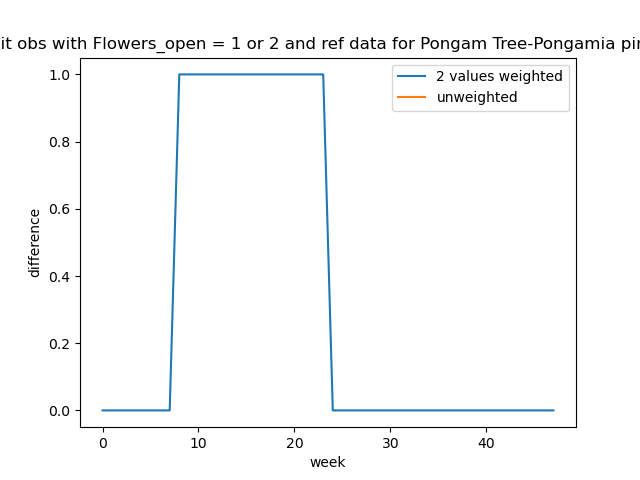 it obs with Flowers_open = 1 or 2 and ref data for Pongam Tree-Pongamia
2 values weighted
unweighted
1.0
0.8
0.6
0.4
0.2
0.0
difference
0 10 20 30 40
week